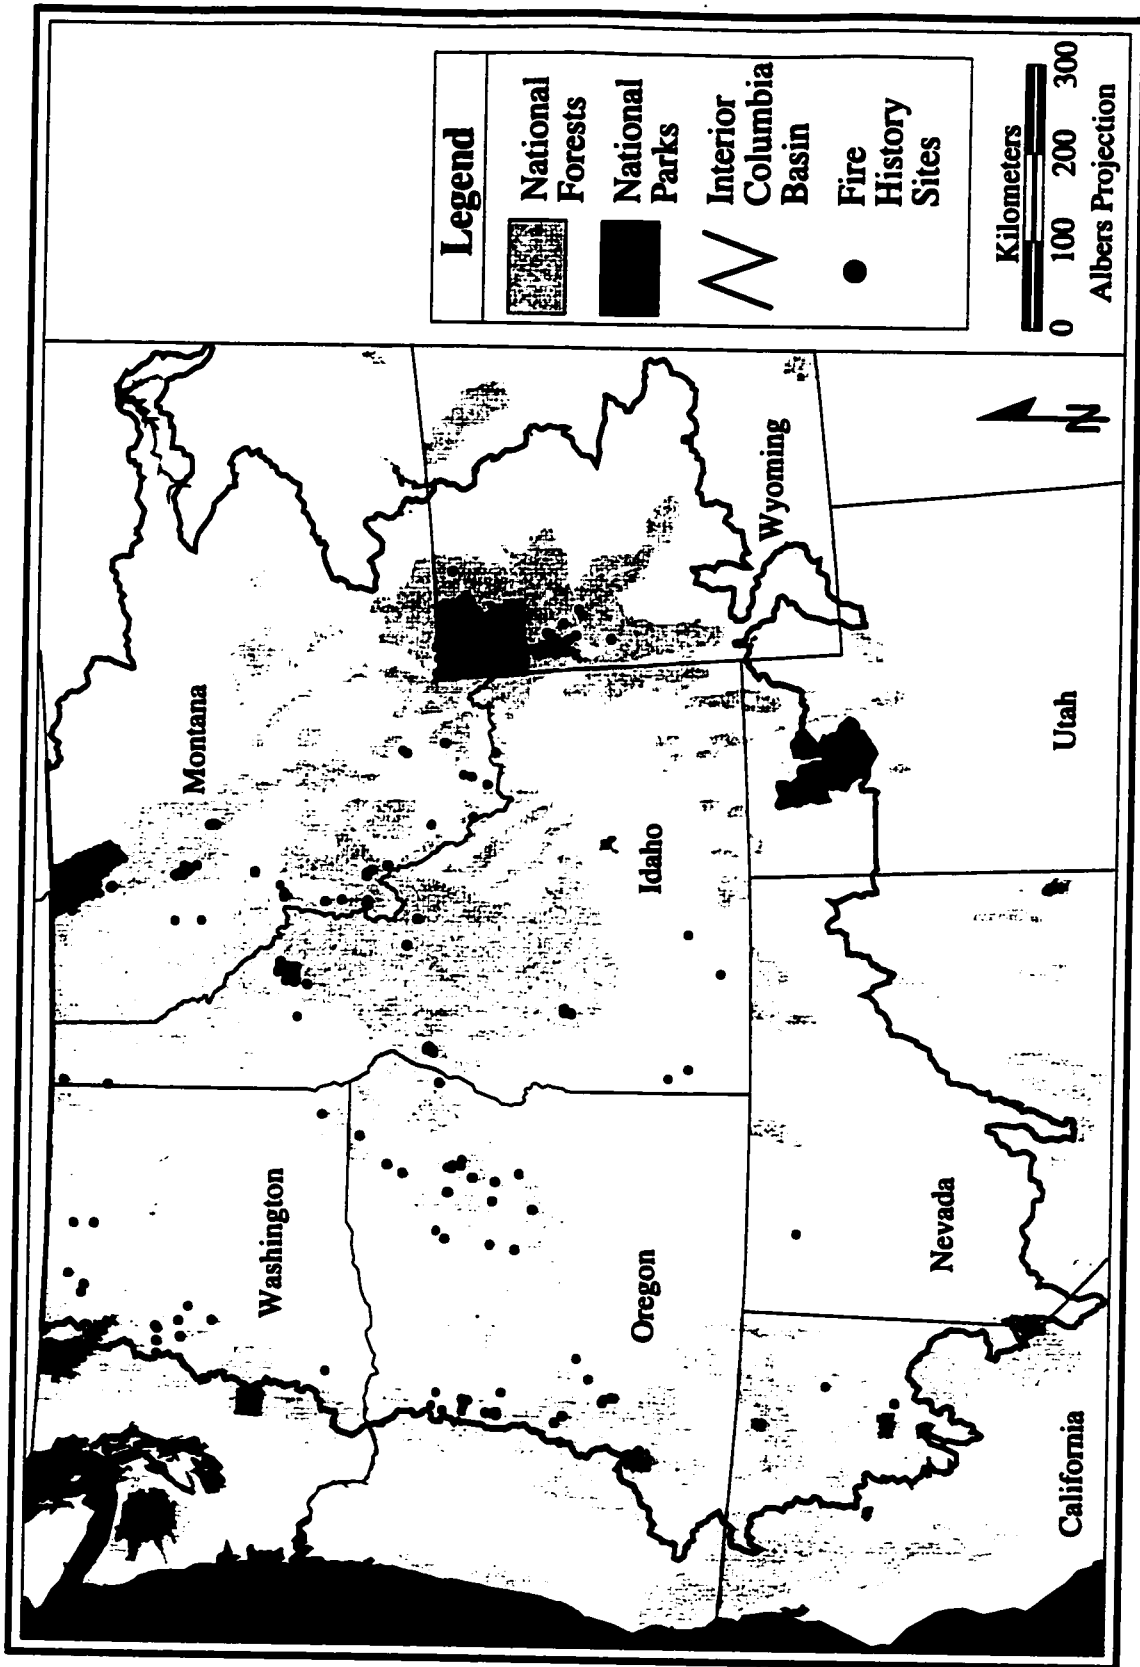 Legend
National
Forests
National
Parks
Interior
Columbia
Basin
Fire
History
Sites
Kilometers
0 100 200 300
Albers Projection
N
Montana
Washington
Idaho
Wyoming
Oregon
Nevada
Utah
California